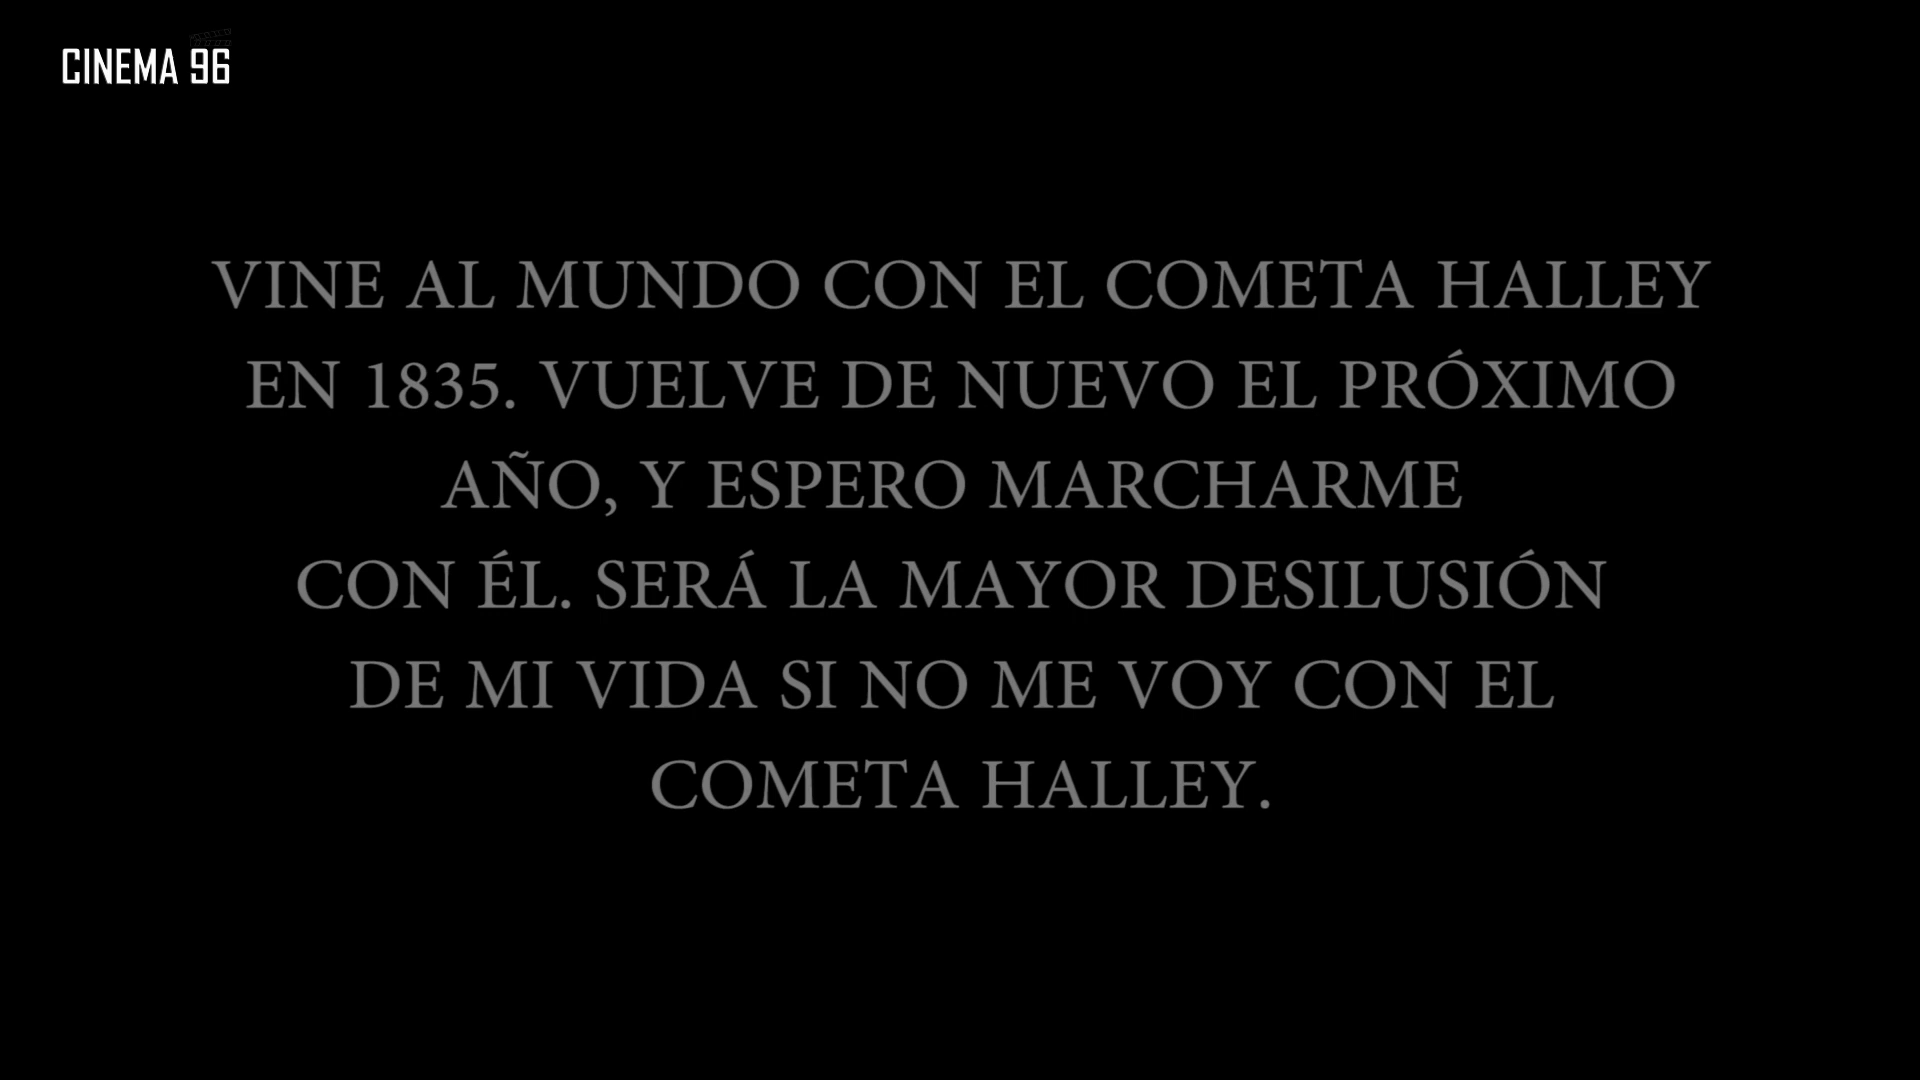 CINEMA 96
VINE AL MUNDO CON EL COMETA HALLEY
EN 1835. VUELVE DE NUEVO EL PRÓXIMO
AÑO, Y ESPERO MARCHARME
CON ÉL. SERÁ LA MAYOR DESILUSIÓN
DE MI VIDA SI NO ME VOY CON EL
COMETA HALLEY.